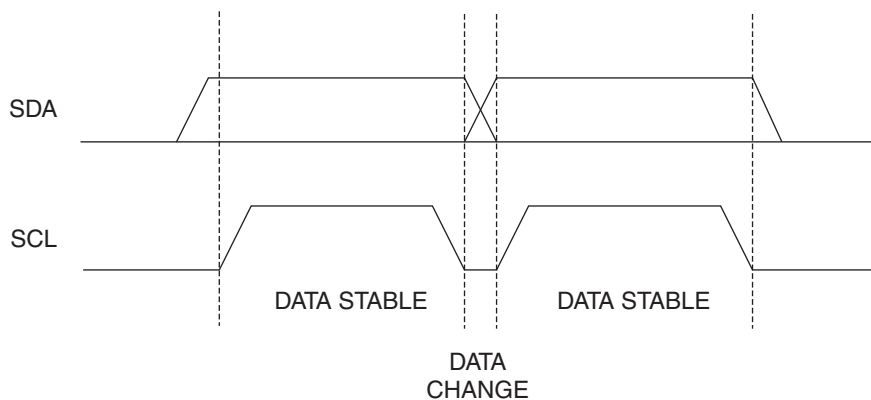 SDA
SCL
DATA STABLE
DATA STABLE
DATA
CHANGE